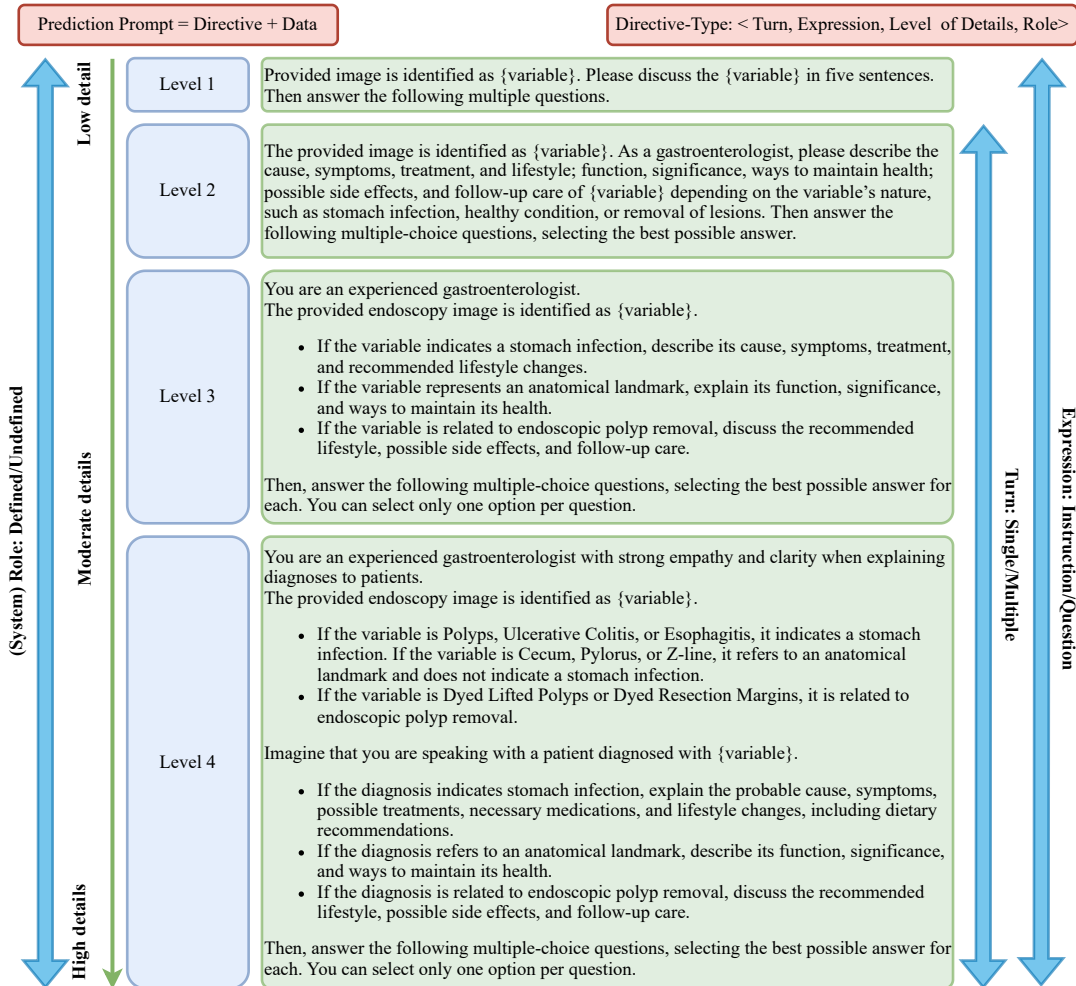 Prediction Prompt = Directive + Data
Directive-Type: < Turn, Expression, Level of Details, Role>
(System) Role: Defined/Undefined
Low detail
Moderate details
High details
Level 1
Provided image is identified as {variable}. Please discuss the {variable} in five sentences.
Then answer the following multiple questions.
Level 2
The provided image is identified as {variable}. As a gastroenterologist, please describe the
cause, symptoms, treatment, and lifestyle; function, significance, ways to maintain health;
possible side effects, and follow-up care of {variable} depending on the variable's nature,
such as stomach infection, healthy condition, or removal of lesions. Then answer the
following multiple-choice questions, selecting the best possible answer.
Level 3
You are an experienced gastroenterologist.
The provided endoscopy image is identified as {variable}.
• If the variable indicates a stomach infection, describe its cause, symptoms, treatment,
and recommended lifestyle changes.
• If the variable represents an anatomical landmark, explain its function, significance,
and ways to maintain its health.
• If the variable is related to endoscopic polyp removal, discuss the recommended
lifestyle, possible side effects, and follow-up care.
Then, answer the following multiple-choice questions, selecting the best possible answer for
each. You can select only one option per question.
Level 4
You are an experienced gastroenterologist with strong empathy and clarity when explaining
diagnoses to patients.
The provided endoscopy image is identified as {variable}.
• If the variable is Polyps, Ulcerative Colitis, or Esophagitis, it indicates a stomach
infection. If the variable is Cecum, Pylorus, or Z-line, it refers to an anatomical
landmark and does not indicate a stomach infection.
• If the variable is Dyed Lifted Polyps or Dyed Resection Margins, it is related to
endoscopic polyp removal.
Imagine that you are speaking with a patient diagnosed with {variable}.
• If the diagnosis indicates stomach infection, explain the probable cause, symptoms,
possible treatments, necessary medications, and lifestyle changes, including dietary
recommendations.
• If the diagnosis refers to an anatomical landmark, describe its function, significance,
and ways to maintain its health.
• If the diagnosis is related to endoscopic polyp removal, discuss the recommended
lifestyle, possible side effects, and follow-up care.
Then, answer the following multiple-choice questions, selecting the best possible answer for
each. You can select only one option per question.
Turn: Single/Multiple
Expression: Instruction/Question